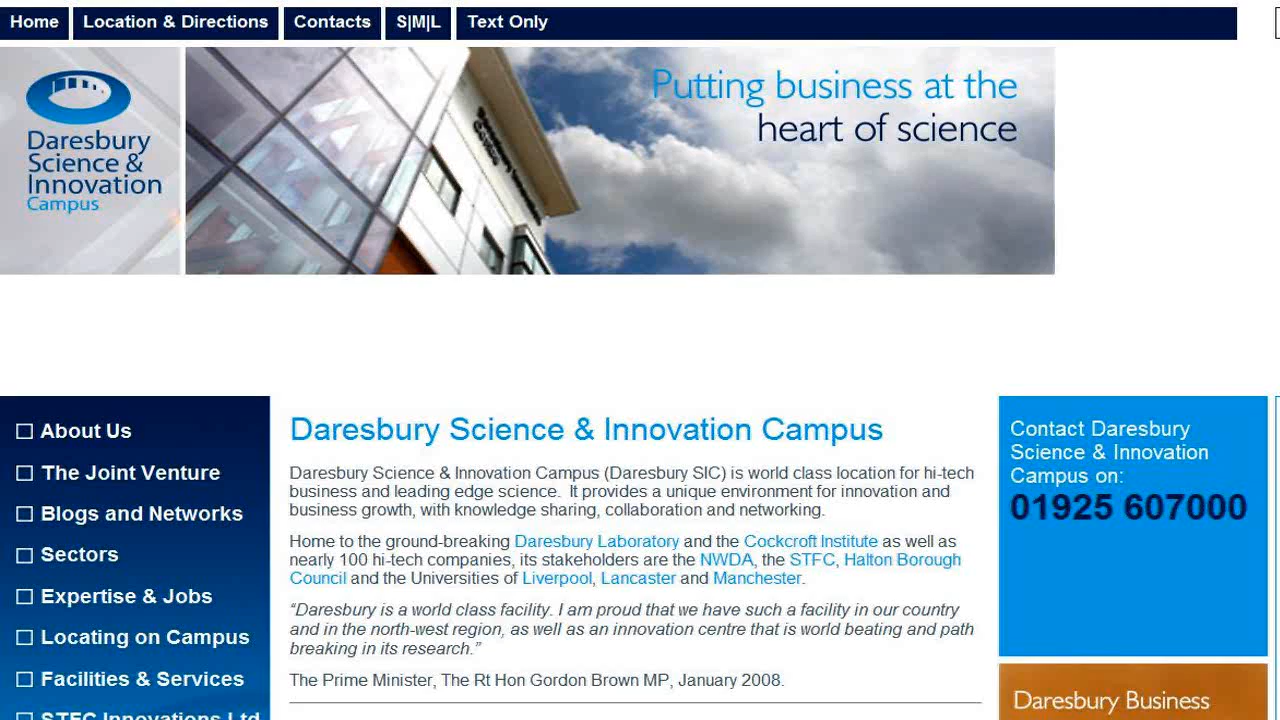 Home Location & Directions Contacts S|M|L Text Only
Daresbury
Science &
Innovation
Campus
Putting business at the
heart of science
About Us
The Joint Venture
Blogs and Networks
Sectors
Expertise & Jobs
Locating on Campus
Facilities & Services
STFC Innovations Ltd
Daresbury Science & Innovation Campus
Daresbury Science & Innovation Campus (Daresbury SIC) is world class location for hi-tech
business and leading edge science. It provides a unique environment for innovation and
business growth, with knowledge sharing, collaboration and networking.
Home to the ground-breaking Daresbury Laboratory and the Cockcroft Institute as well as
nearly 100 hi-tech companies, its stakeholders are the NWDA, the STFC, Halton Borough
Council and the Universities of Liverpool, Lancaster and Manchester.
“Daresbury is a world class facility. I am proud that we have such a facility in our country
and in the north-west region, as well as an innovation centre that is world beating and path
breaking in its research.”
The Prime Minister, The Rt Hon Gordon Brown MP, January 2008.
Contact Daresbury
Science & Innovation
Campus on:
01925 607000
Daresbury Business